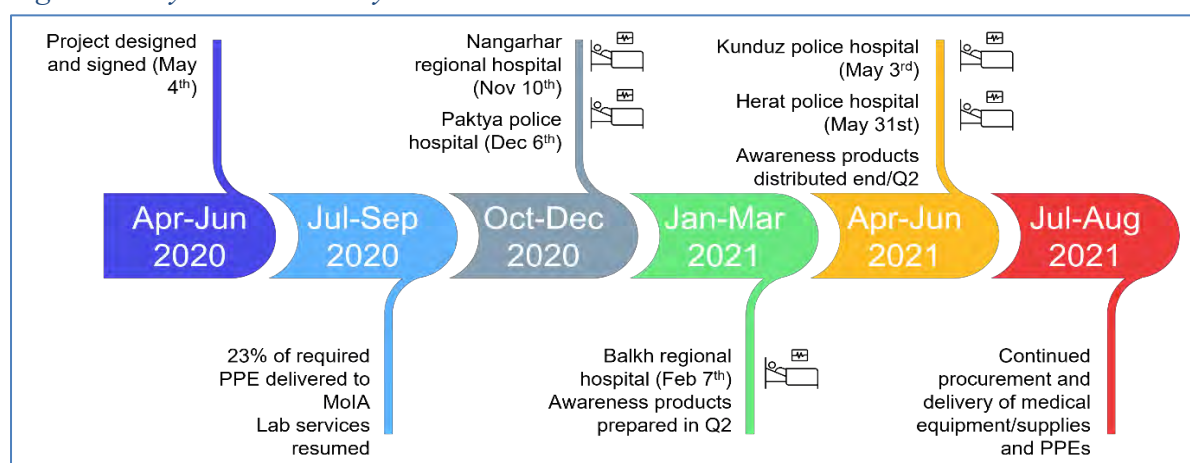 Project designed
and signed (May
4th)
Nangarhar
regional hospital
(Nov 10th)
Paktya police
hospital (Dec 6th)
Kunduz police hospital
(May 3rd)
Herat police hospital
(May 31st)
Awareness products
distributed end/Q2
Apr-Jun
2020
Jul-Sep
2020
Oct-Dec
2020
Jan-Mar
2021
Apr-Jun
2021
Jul-Aug
2021
23% of required
PPE delivered to
MoIA
Lab services
resumed
Balkh regional
hospital (Feb 7th)
Awareness products
prepared in Q2
Continued
procurement and
delivery of medical
equipment/supplies
and PPEs